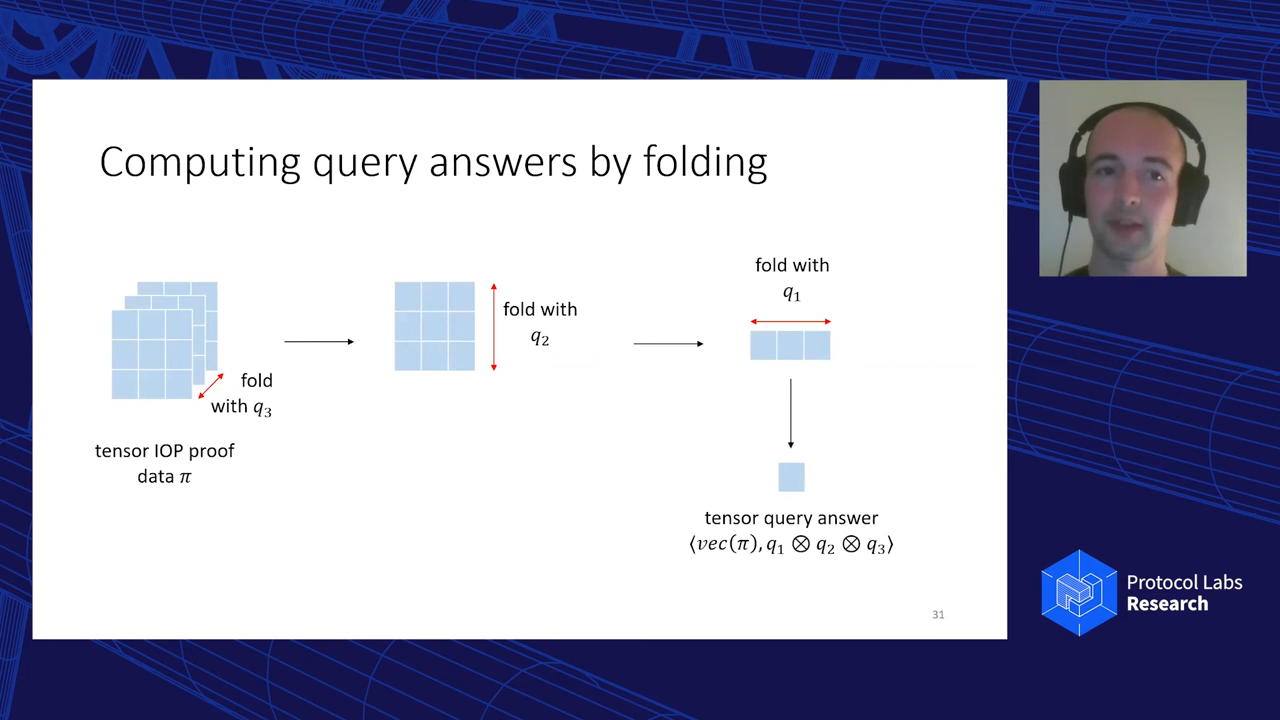 Computing query answers by folding
fold
with q₃
tensor IOP proof
data π
fold with
q₂
fold with
q₁
tensor query answer
⟨vec(π), q₁ ⊗ q₂ ⊗ q₃⟩
31
Protocol Labs
Research